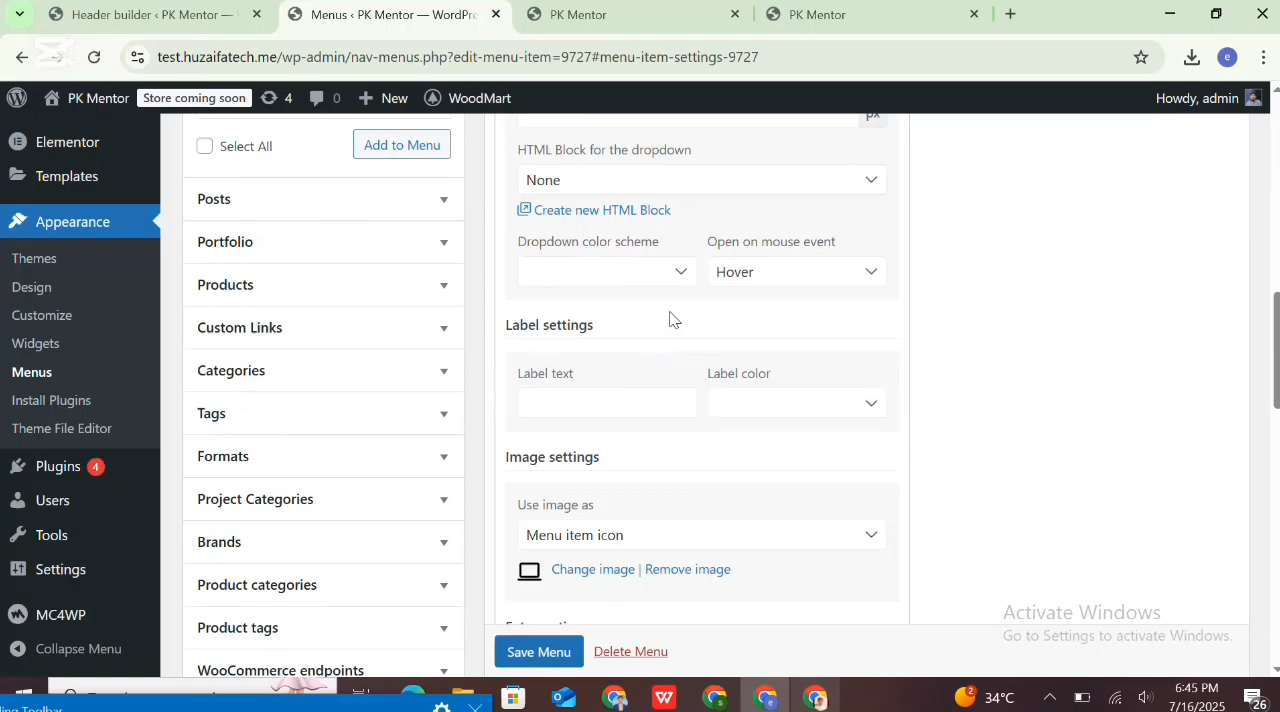 Header builder ‹ PK Mentor —
Menus ‹ PK Mentor — WordPre
PK Mentor
PK Mentor
test.huzaifatech.me/wp-admin/nav-menus.php?edit-menu-item=9727#menu-item-settings-9727
e
PK Mentor
Store coming soon
4
0
New
WoodMart
Howdy, admin
Elementor
Templates
Appearance
Themes
Design
Customize
Widgets
Menus
Install Plugins
Theme File Editor
Plugins 4
Users
Tools
Settings
MC4WP
Collapse Menu
Select All
Add to Menu
Posts
Portfolio
Products
Custom Links
Categories
Tags
Formats
Project Categories
Brands
Product categories
Product tags
WooCommerce endpoints
px
HTML Block for the dropdown
None
Create new HTML Block
Dropdown color scheme
Open on mouse event
Hover
Label settings
Label text
Label color
Image settings
Use image as
Menu item icon
Change image | Remove image
Save Menu
Delete Menu
Activate Windows
Go to Settings to activate Windows.
34°C
6:45 PM
7/16/2025
26